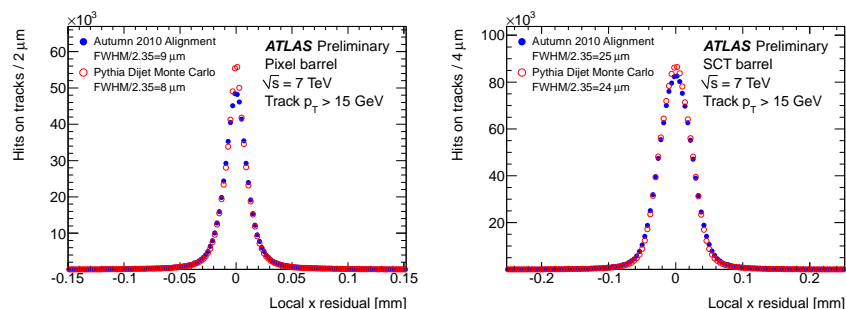 ×10³
60
50
40
30
20
10
0
Hits on tracks / 2 μm
Autumn 2010 Alignment
FWHM/2.35=9 μm
Pythia Dijet Monte Carlo
FWHM/2.35=8 μm
ATLAS Preliminary
Pixel barrel
√s = 7 TeV
Track p_T > 15 GeV
-0.15 -0.1 -0.05 0 0.05 0.1 0.15
Local x residual [mm]
×10³
100
80
60
40
20
0
Hits on tracks / 4 μm
Autumn 2010 Alignment
FWHM/2.35=25 μm
Pythia Dijet Monte Carlo
FWHM/2.35=24 μm
ATLAS Preliminary
SCT barrel
√s = 7 TeV
Track p_T > 15 GeV
-0.2 -0.1 0 0.1 0.2
Local x residual [mm]